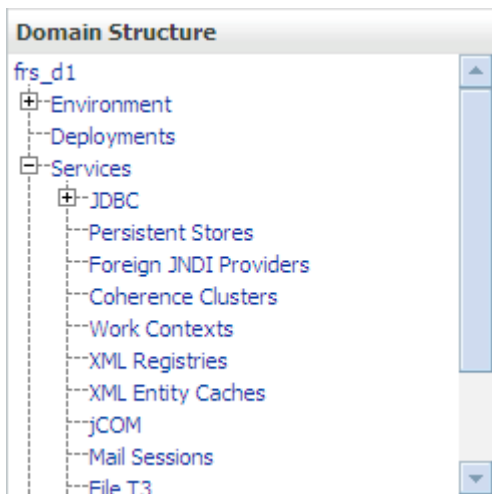 Domain Structure
frs_d1
Environment
Deployments
Services
JDBC
Persistent Stores
Foreign JNDI Providers
Coherence Clusters
Work Contexts
XML Registries
XML Entity Caches
jCOM
Mail Sessions
File T3